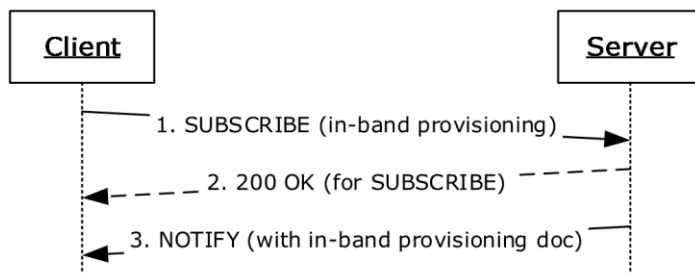 Client
Server
1. SUBSCRIBE (in-band provisioning)
2. 200 OK (for SUBSCRIBE)
3. NOTIFY (with in-band provisioning doc)